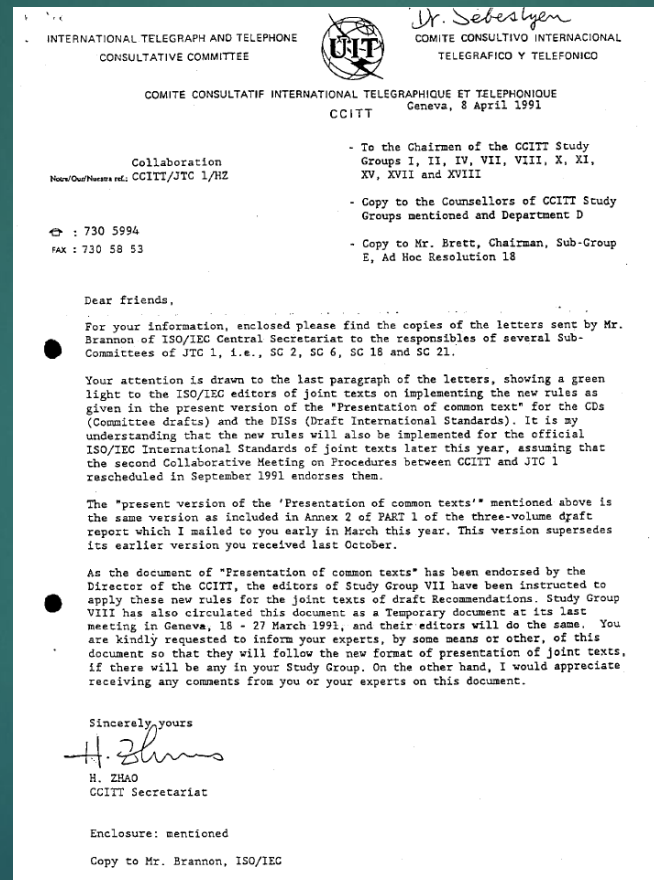 Dr. Sebestyen
INTERNATIONAL TELEGRAPH AND TELEPHONE
CONSULTATIVE COMMITTEE
UIT
COMITE CONSULTIVO INTERNACIONAL
TELEGRAFICO Y TELEFONICO
COMITE CONSULTATIF INTERNATIONAL TELEGRAPHIQUE ET TELEPHONIQUE
CCITT
Geneva, 8 April 1991
Collaboration
Notre/Our/Nuestra ref.: CCITT/JTC 1/HZ
☎ : 730 5994
FAX : 730 58 53
- To the Chairmen of the CCITT Study
Groups I, II, IV, VII, VIII, X, XI,
XV, XVII and XVIII
- Copy to the Counsellors of CCITT Study
Groups mentioned and Department D
- Copy to Mr. Brett, Chairman, Sub-Group
E, Ad Hoc Resolution 18
Dear friends,
For your information, enclosed please find the copies of the letters sent by Mr.
Brannon of ISO/IEC Central Secretariat to the responsibles of several Sub-
Committees of JTC 1, i.e., SC 2, SC 6, SC 18 and SC 21.
Your attention is drawn to the last paragraph of the letters, showing a green
light to the ISO/IEC editors of joint texts on implementing the new rules as
given in the present version of the "Presentation of common text" for the CDs
(Committee drafts) and the DISs (Draft International Standards). It is my
understanding that the new rules will also be implemented for the official
ISO/IEC International Standards of joint texts later this year, assuming that
the second Collaborative Meeting on Procedures between CCITT and JTC 1
rescheduled in September 1991 endorses them.
The "present version of the 'Presentation of common texts'" mentioned above is
the same version as included in Annex 2 of PART 1 of the three-volume draft
report which I mailed to you early in March this year. This version supersedes
its earlier version you received last October.
As the document of "Presentation of common texts" has been endorsed by the
Director of the CCITT, the editors of Study Group VII have been instructed to
apply these new rules for the joint texts of draft Recommendations. Study Group
VIII has also circulated this document as a Temporary document at its last
meeting in Geneva, 18 - 27 March 1991, and their editors will do the same. You
are kindly requested to inform your experts, by some means or other, of this
document so that they will follow the new format of presentation of joint texts,
if there will be any in your Study Group. On the other hand, I would appreciate
receiving any comments from you or your experts on this document.
Sincerely yours
H. Zhao
H. ZHAO
CCITT Secretariat
Enclosure: mentioned
Copy to Mr. Brannon, ISO/IEC